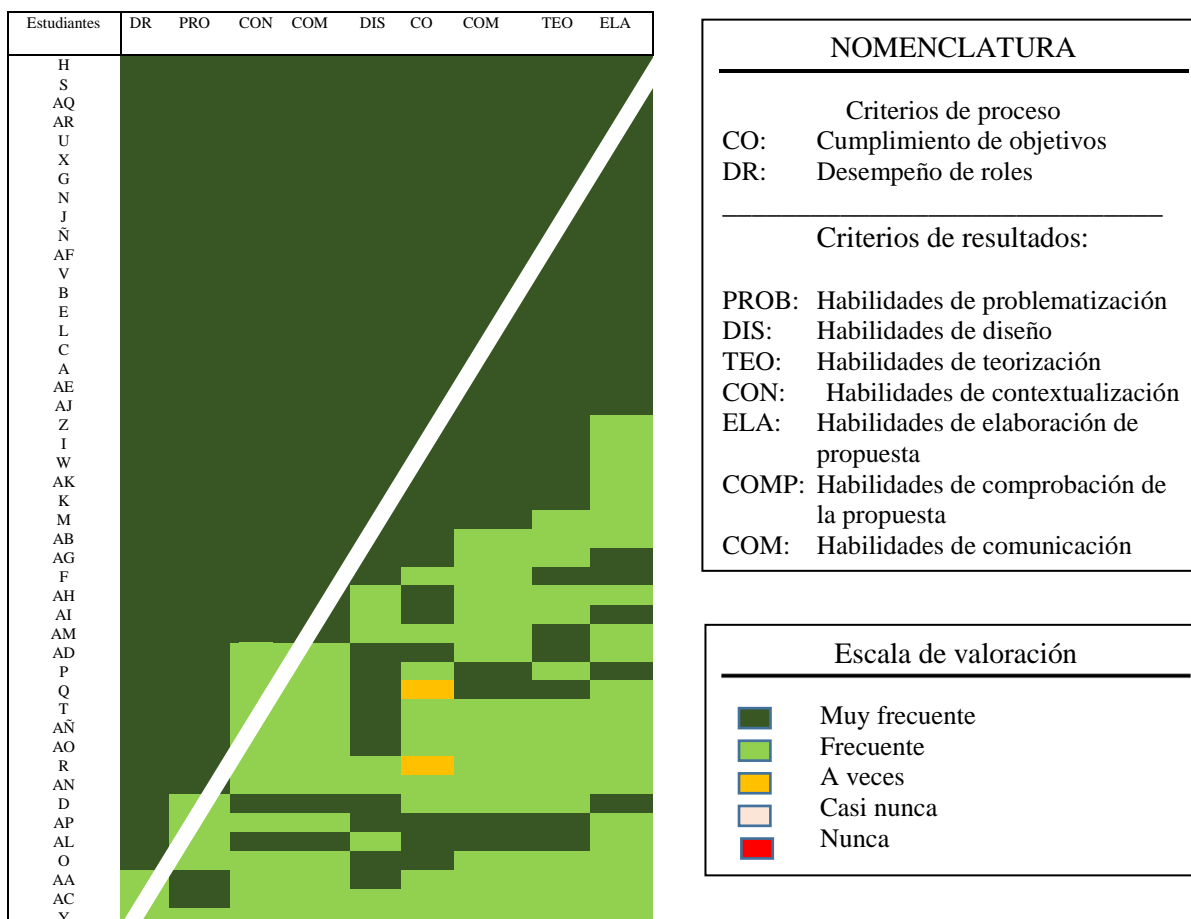 Estudiantes DR PRO CON COM DIS CO COM TEO ELA
H
S
AQ
AR
U
X
G
N
J
Ñ
AF
V
B
E
L
C
A
AE
AJ
Z
I
W
AK
K
M
AB
AG
F
AH
AI
AM
AD
P
Q
T
AÑ
AO
R
AN
D
AP
AL
O
AA
AC
Y
NOMENCLATURA
Criterios de proceso
CO: Cumplimiento de objetivos
DR: Desempeño de roles
Criterios de resultados:
PROB: Habilidades de problematización
DIS: Habilidades de diseño
TEO: Habilidades de teorización
CON: Habilidades de contextualización
ELA: Habilidades de elaboración de
propuesta
COMP: Habilidades de comprobación de
la propuesta
COM: Habilidades de comunicación
Escala de valoración
Muy frecuente
Frecuente
A veces
Casi nunca
Nunca